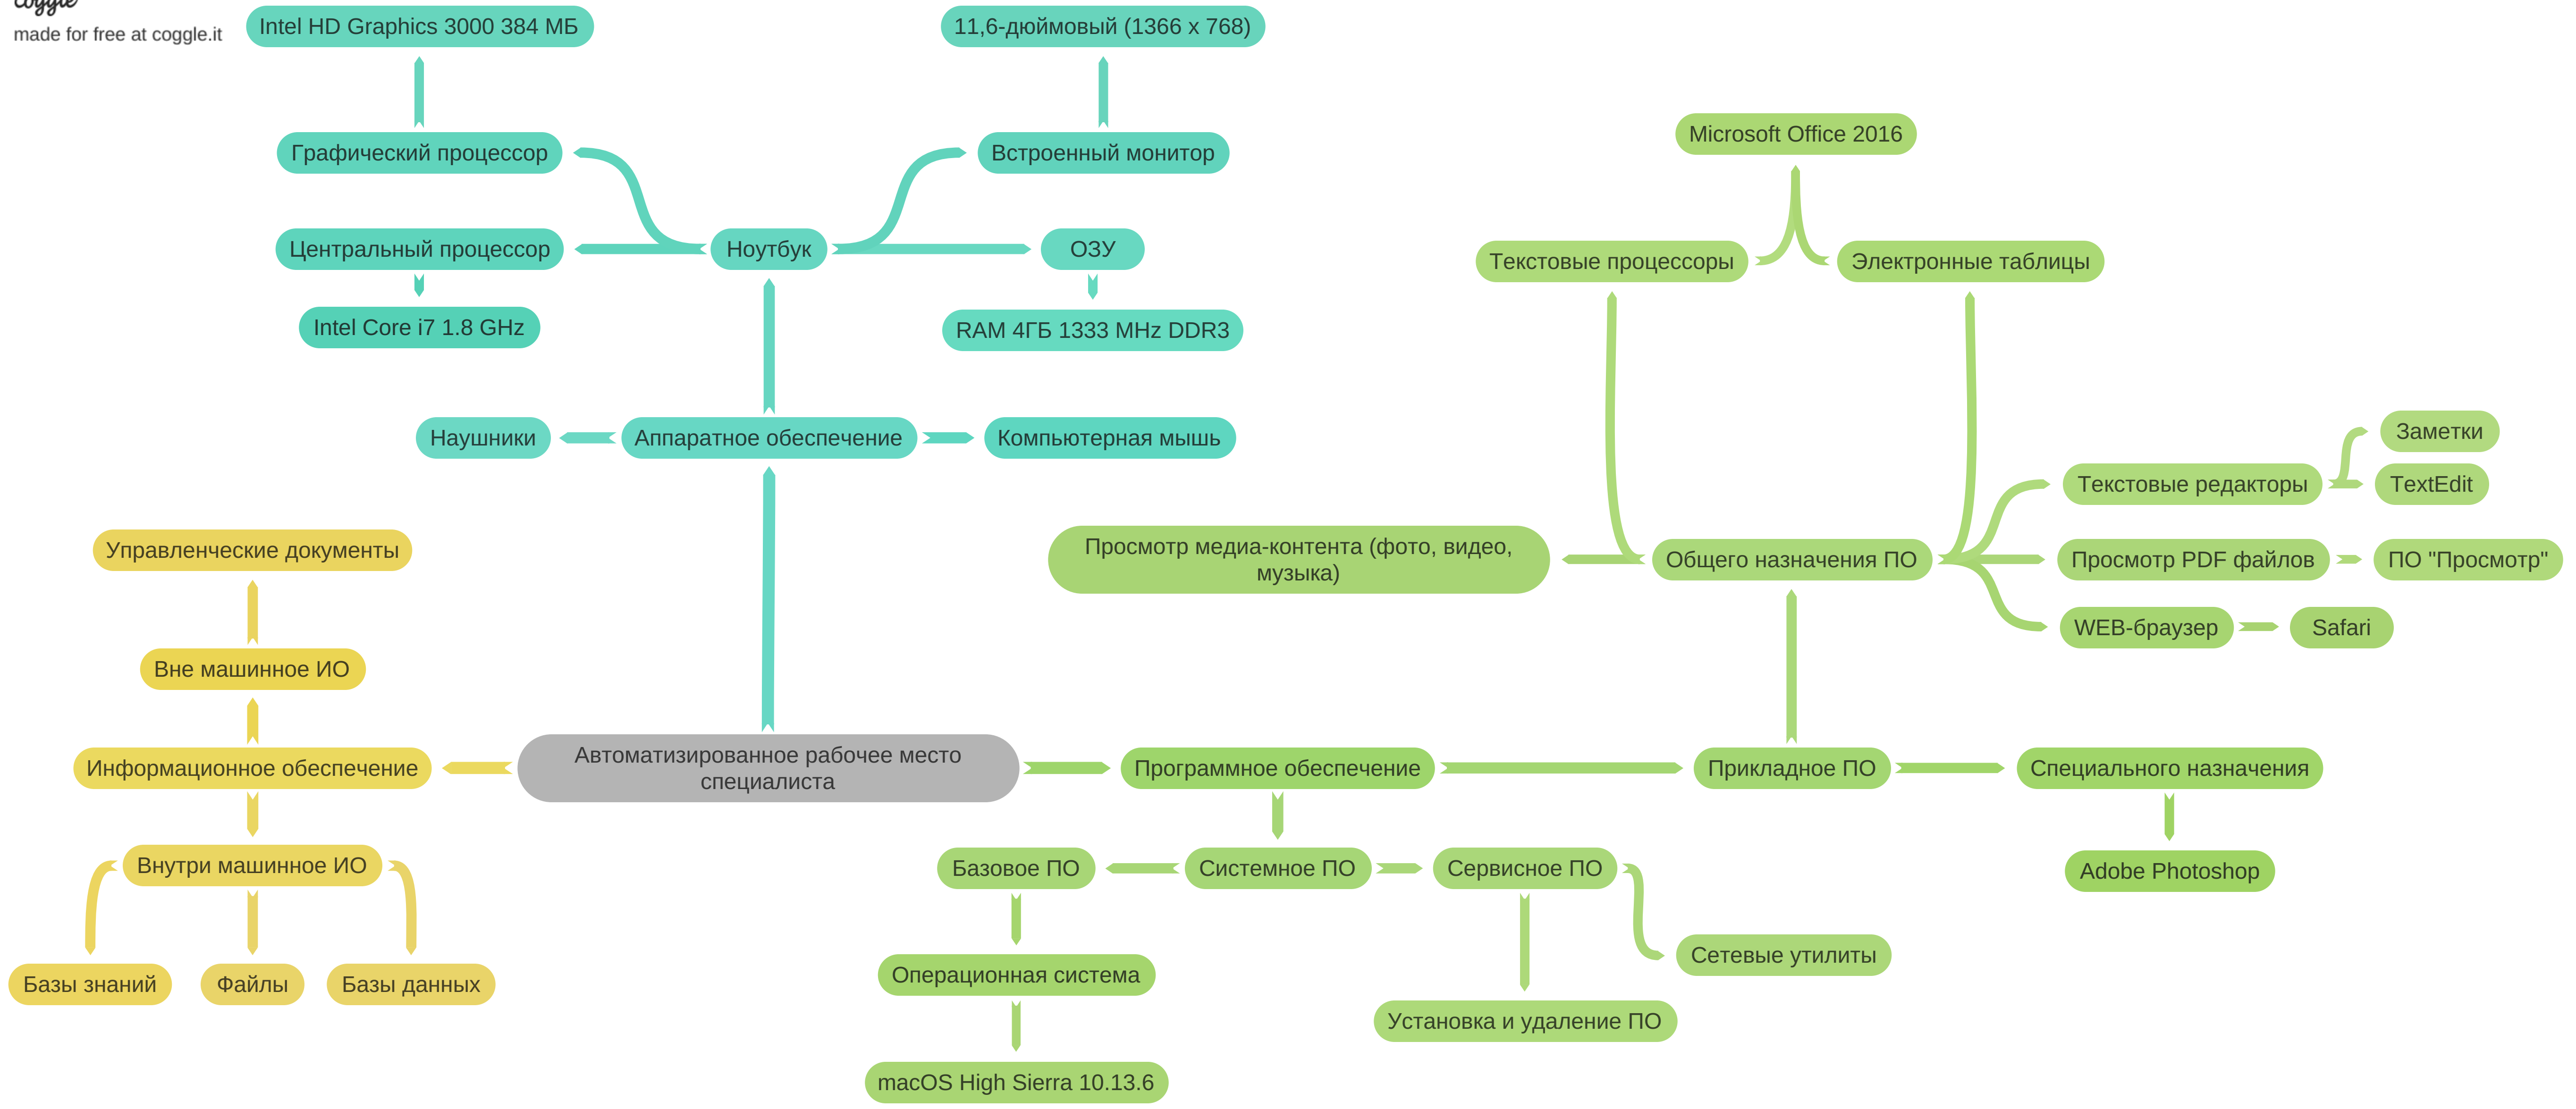 coggle
made for free at coggle.it
Intel HD Graphics 3000 384 МБ
11,6-дюймовый (1366 x 768)
Microsoft Office 2016
Графический процессор
Встроенный монитор
Центральный процессор
Ноутбук
ОЗУ
Текстовые процессоры
Электронные таблицы
Intel Core i7 1.8 GHz
RAM 4ГБ 1333 MHz DDR3
Наушники
Аппаратное обеспечение
Компьютерная мышь
Заметки
Текстовые редакторы
TextEdit
Управленческие документы
Просмотр медиа-контента (фото, видео,
музыка)
Общего назначения ПО
Просмотр PDF файлов
ПО "Просмотр"
WEB-браузер
Safari
Вне машинное ИО
Информационное обеспечение
Автоматизированное рабочее место
специалиста
Программное обеспечение
Прикладное ПО
Специального назначения
Внутри машинное ИО
Базовое ПО
Системное ПО
Сервисное ПО
Adobe Photoshop
Базы знаний
Файлы
Базы данных
Операционная система
Сетевые утилиты
Установка и удаление ПО
macOS High Sierra 10.13.6